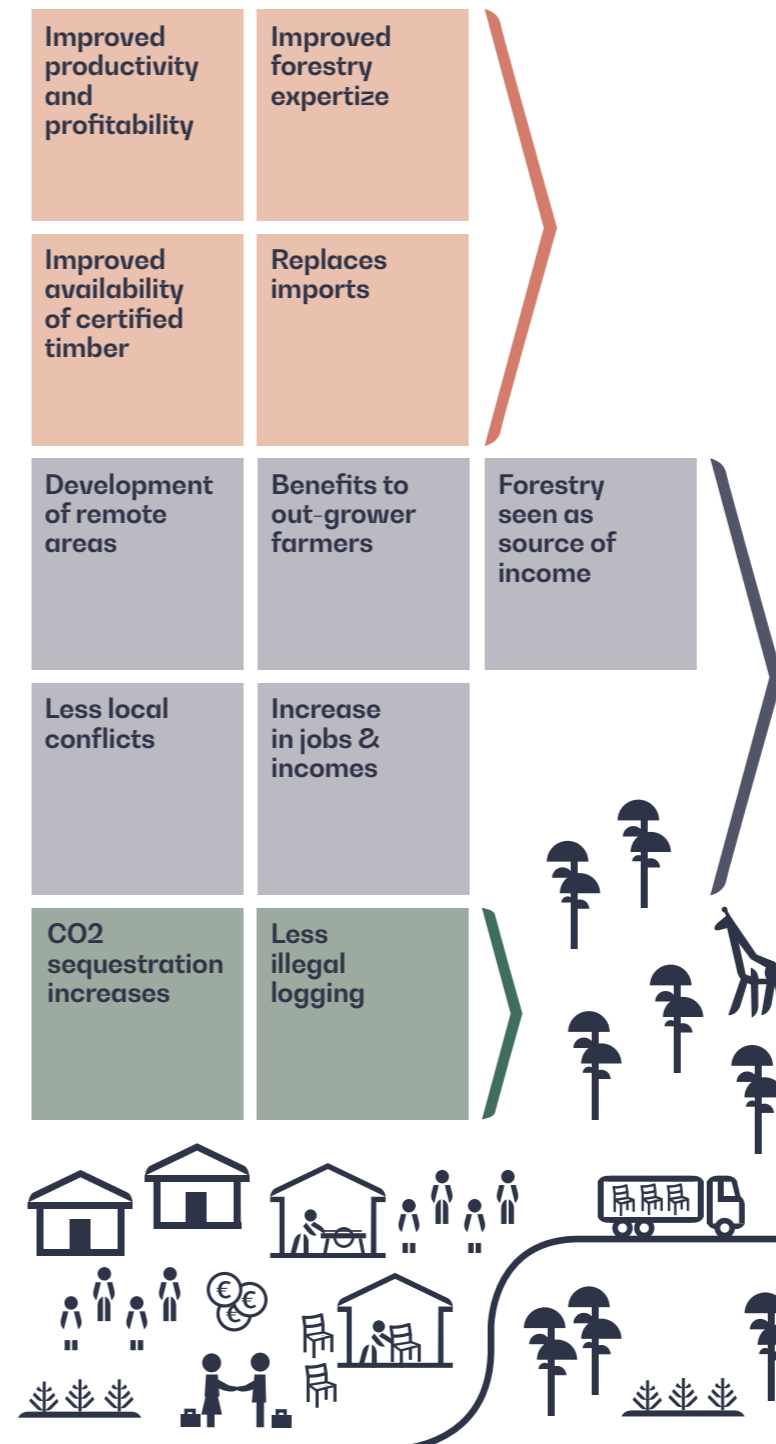 Improved
productivity
and
profitability
Improved
forestry
expertize
Improved
availability
of certified
timber
Replaces
imports
Development
of remote
areas
Benefits to
out-grower
farmers
Forestry
seen as
source of
income
Less local
conflicts
Increase
in jobs &
incomes
CO2
sequestration
increases
Less
illegal
logging
€
€
€